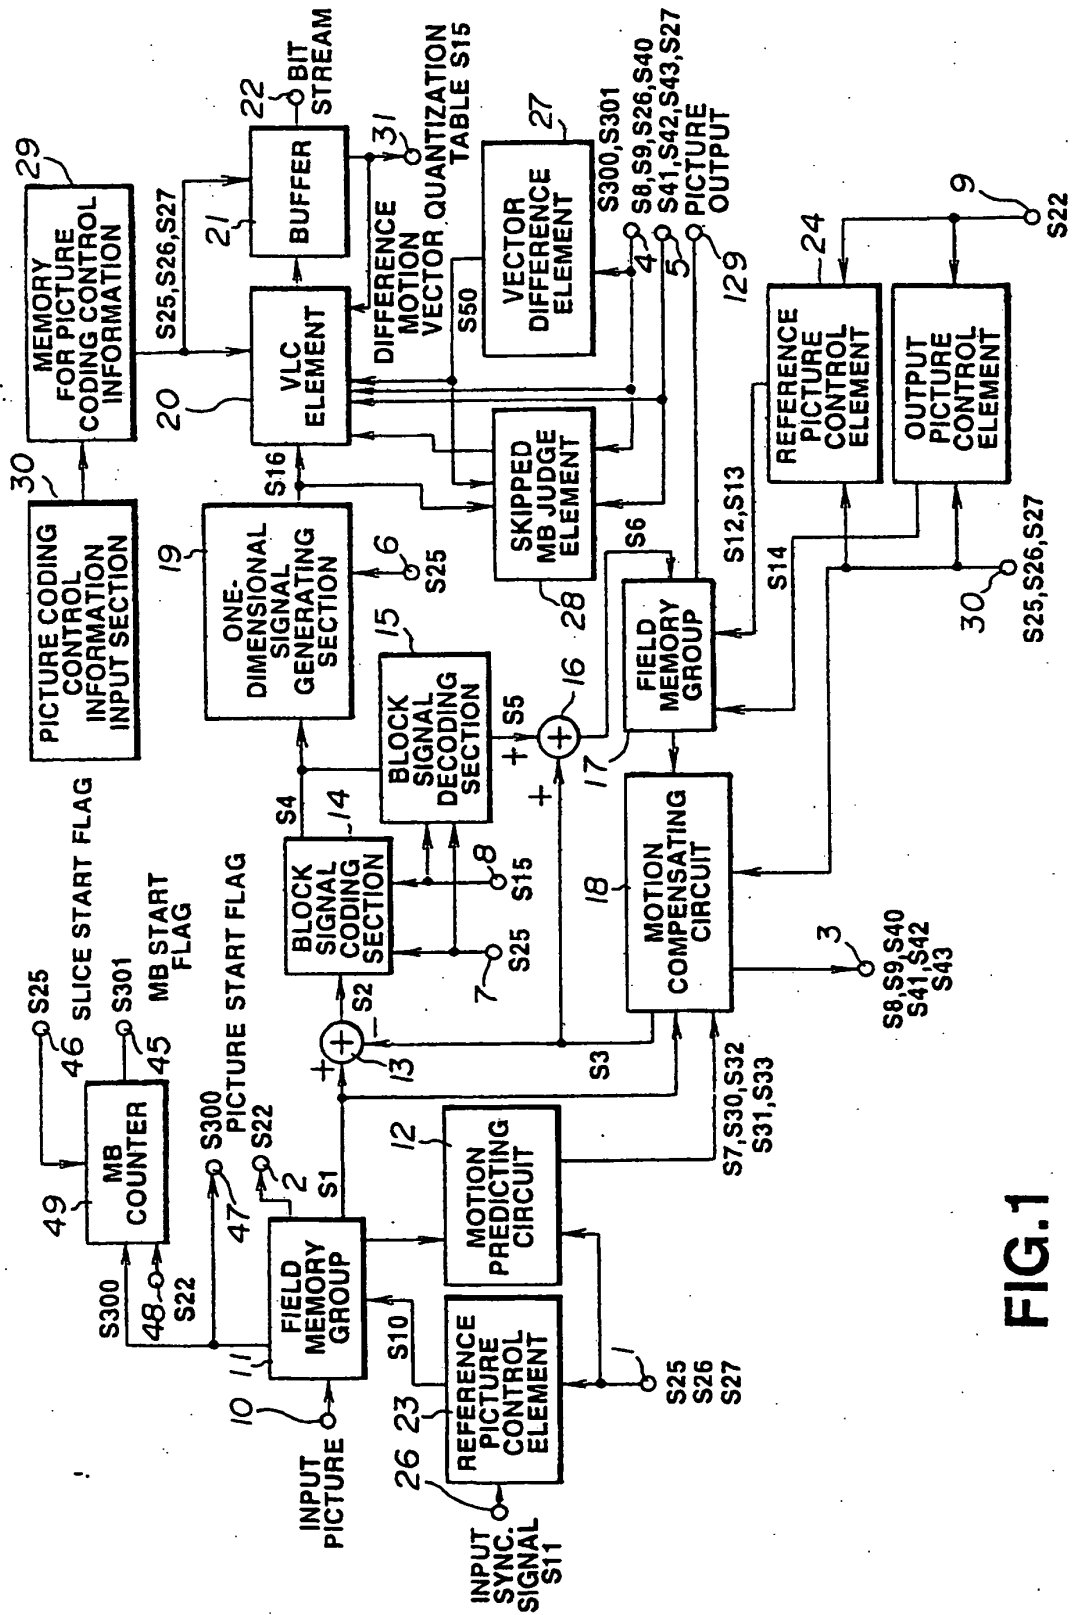 PICTURE CODING
CONTROL
INFORMATION
INPUT SECTION
30
MEMORY
FOR PICTURE
CODING CONTROL
INFORMATION
29
S25,S26,S27
S25
46
SLICE START FLAG
MB
COUNTER
49
S301
45
MB START
FLAG
S300
48
S22
S300
47
PICTURE START FLAG
S22
2
INPUT
PICTURE
10
FIELD
MEMORY
GROUP
11
S1
+
-
+
13
S2
BLOCK
SIGNAL
CODING
SECTION
14
S4
ONE-
DIMENSIONAL
SIGNAL
GENERATING
SECTION
19
S16
VLC
ELEMENT
20
BUFFER
21
22
BIT
STREAM
31
QUANTIZATION
TABLE S15
DIFFERENCE
MOTION
VECTOR
S50
6
S25
7
S25
8
S15
BLOCK
SIGNAL
DECODING
SECTION
15
S5
+
+
+
16
S6
SKIPPED
MB JUDGE
ELEMENT
28
VECTOR
DIFFERENCE
ELEMENT
27
S300,S301
4
S8,S9,S26,S40
5
S41,S42,S43,S27
129
PICTURE
OUTPUT
INPUT
SYNC.
SIGNAL
S11
26
REFERENCE
PICTURE
CONTROL
ELEMENT
23
S10
MOTION
PREDICTING
CIRCUIT
12
1
S25
S26
S27
S7,S30,S32
S31,S33
S3
MOTION
COMPENSATING
CIRCUIT
18
3
S8,S9,S40
S41,S42
S43
FIELD
MEMORY
GROUP
17
S12,S13
S14
REFERENCE
PICTURE
CONTROL
ELEMENT
24
OUTPUT
PICTURE
CONTROL
ELEMENT
9
S22
30
S25,S26,S27
FIG.1